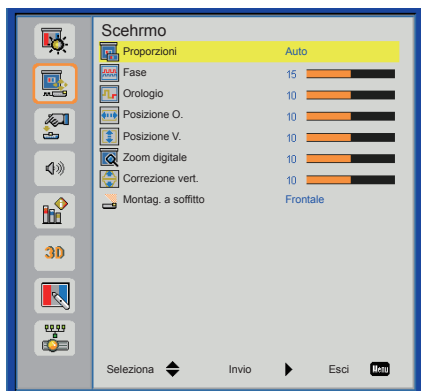 Scehrmo
Proporzioni Auto
Fase 15
Orologio 10
Posizione O. 10
Posizione V. 10
Zoom digitale 10
Correzione vert. 10
Montag. a soffitto Frontale
3D
Seleziona Invio Esci Menu